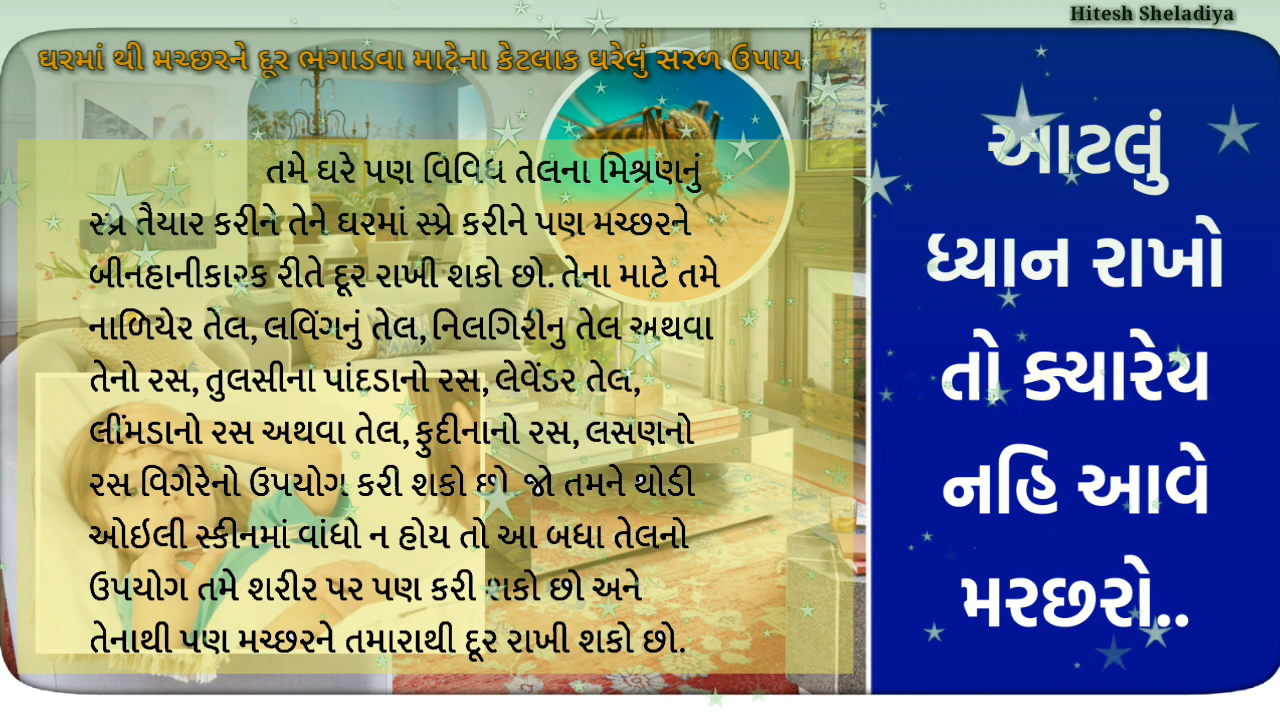 Hitesh Sheladiya
ઘરમાં થી મચ્છરને દૂર ભગાડવા માટેના કેટલાક ઘરેલું સરળ ઉપાય
તમે ઘરે પણ વિવિધ તેલના મિશ્રણનું
સ્પ્રે તૈયાર કરીને તેને ઘરમાં સ્પ્રે કરીને પણ મચ્છરને
બીનહાનીકારક રીતે દૂર રાખી શકો છો. તેના માટે તમે
નાળિયેર તેલ, લવિંગનું તેલ, નિલગિરીનુ તેલ અથવા
તેનો રસ, તુલસીના પાંદડાનો રસ, લેવેંડર તેલ,
લીંમડાનો રસ અથવા તેલ, ફુદીનાનો રસ, લસણનો
રસ વિગેરેનો ઉપયોગ કરી શકો છો. જો તમને થોડી
ઓઇલી સ્કીનમાં વાંધો ન હોય તો આ બધા તેલનો
ઉપયોગ તમે શરીર પર પણ કરી શકો છો અને
તેનાથી પણ મચ્છરને તમારાથી દૂર રાખી શકો છો.
આટલું
ધ્યાન રાખો
તો ક્યારેય
નહિ આવે
મરછરો..